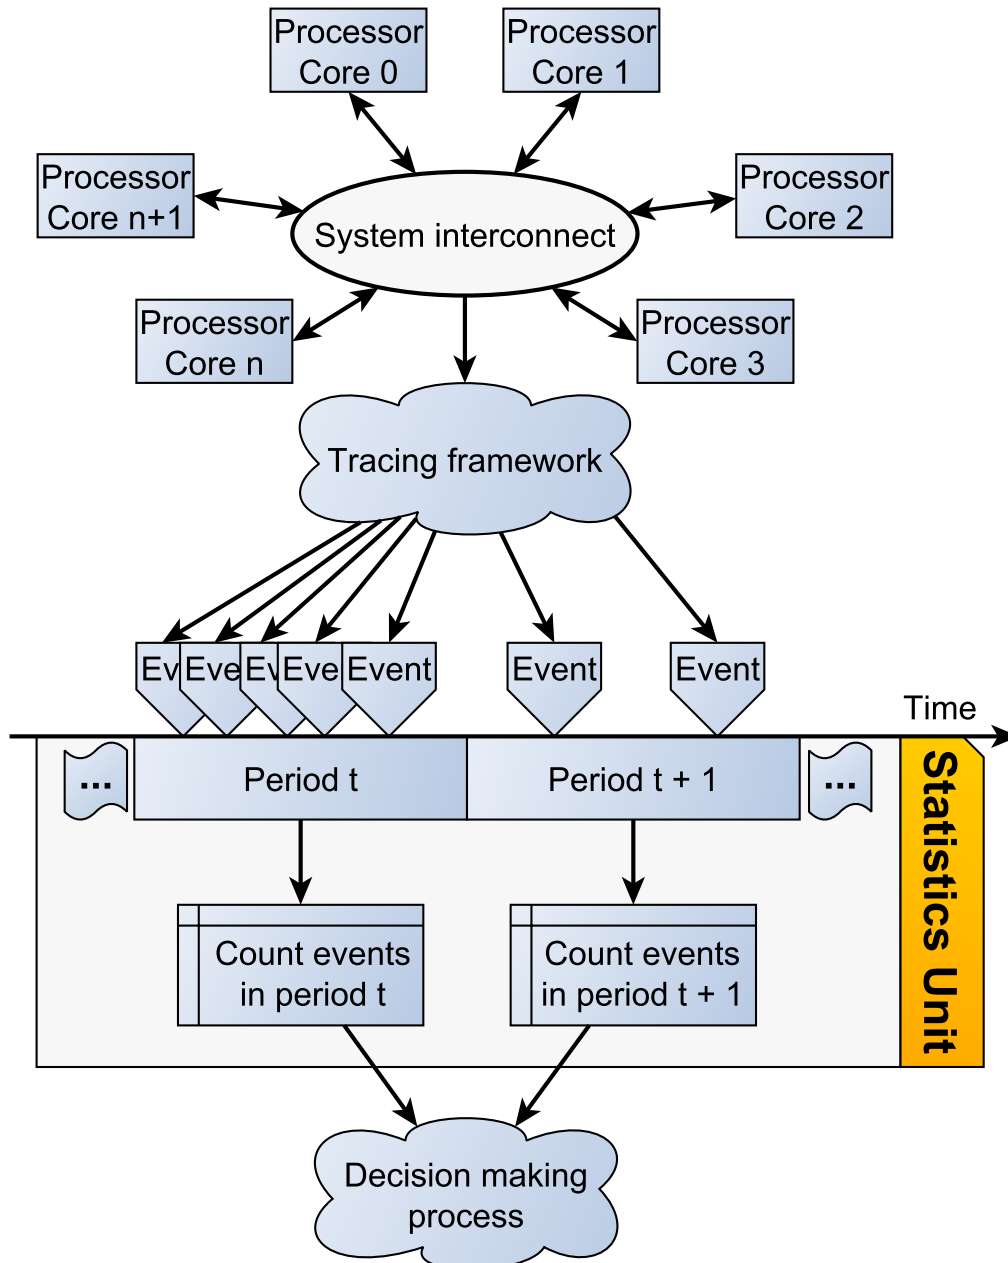 Processor
Core 0
Processor
Core 1
Processor
Core n+1
Processor
Core 2
System interconnect
Processor
Core n
Processor
Core 3
Tracing framework
Ev
Eve
Ev
Eve
Event
Event
Event
Time
...
Period t
Period t + 1
...
Statistics Unit
Count events
in period t
Count events
in period t + 1
Decision making
process